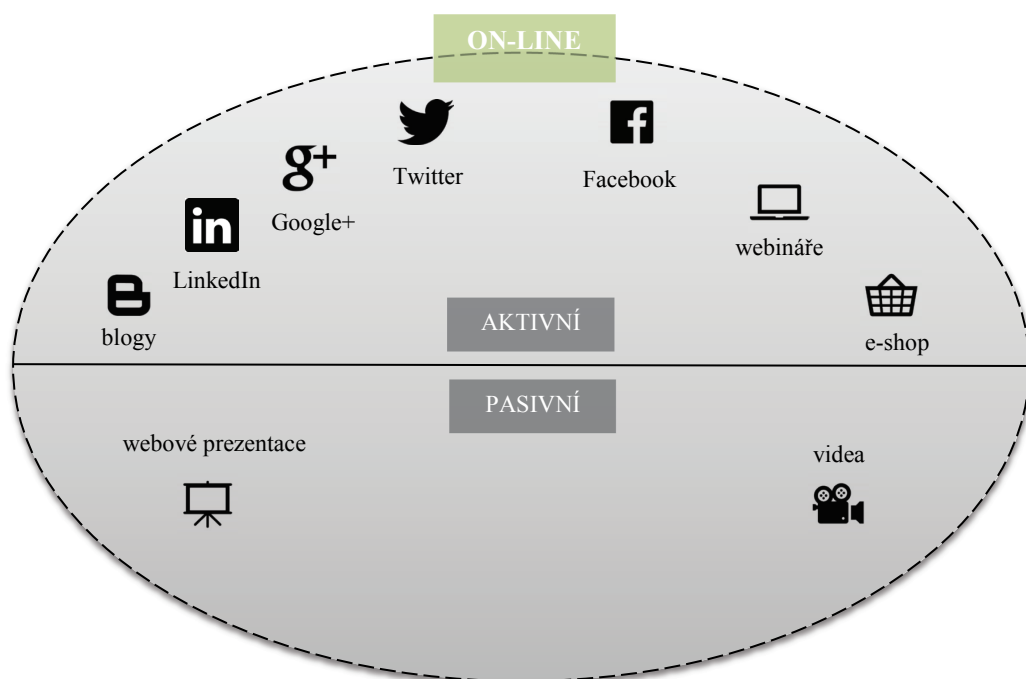 ON-LINE
Twitter
Facebook
Google+
webináře
LinkedIn
blogy
e-shop
AKTIVNÍ
PASIVNÍ
webové prezentace
videa